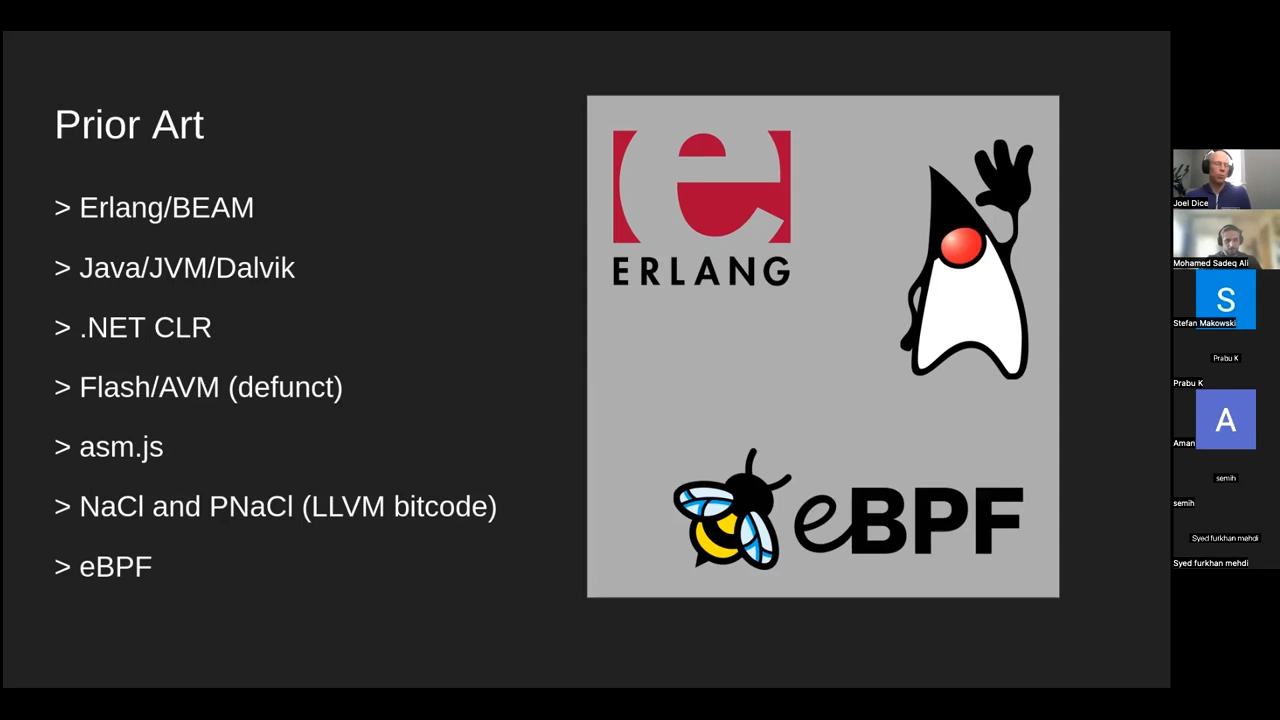 Prior Art
> Erlang/BEAM
> Java/JVM/Dalvik
> .NET CLR
> Flash/AVM (defunct)
> asm.js
> NaCl and PNaCl (LLVM bitcode)
> eBPF
e
ERLANG
eBPF
Joel Dice
Mohamed Sadeq Ali
S
Stefan Makowski
Prabu K
Prabu K
A
Aman
semih
semih
Syed furkhan mehdi
Syed furkhan mehdi